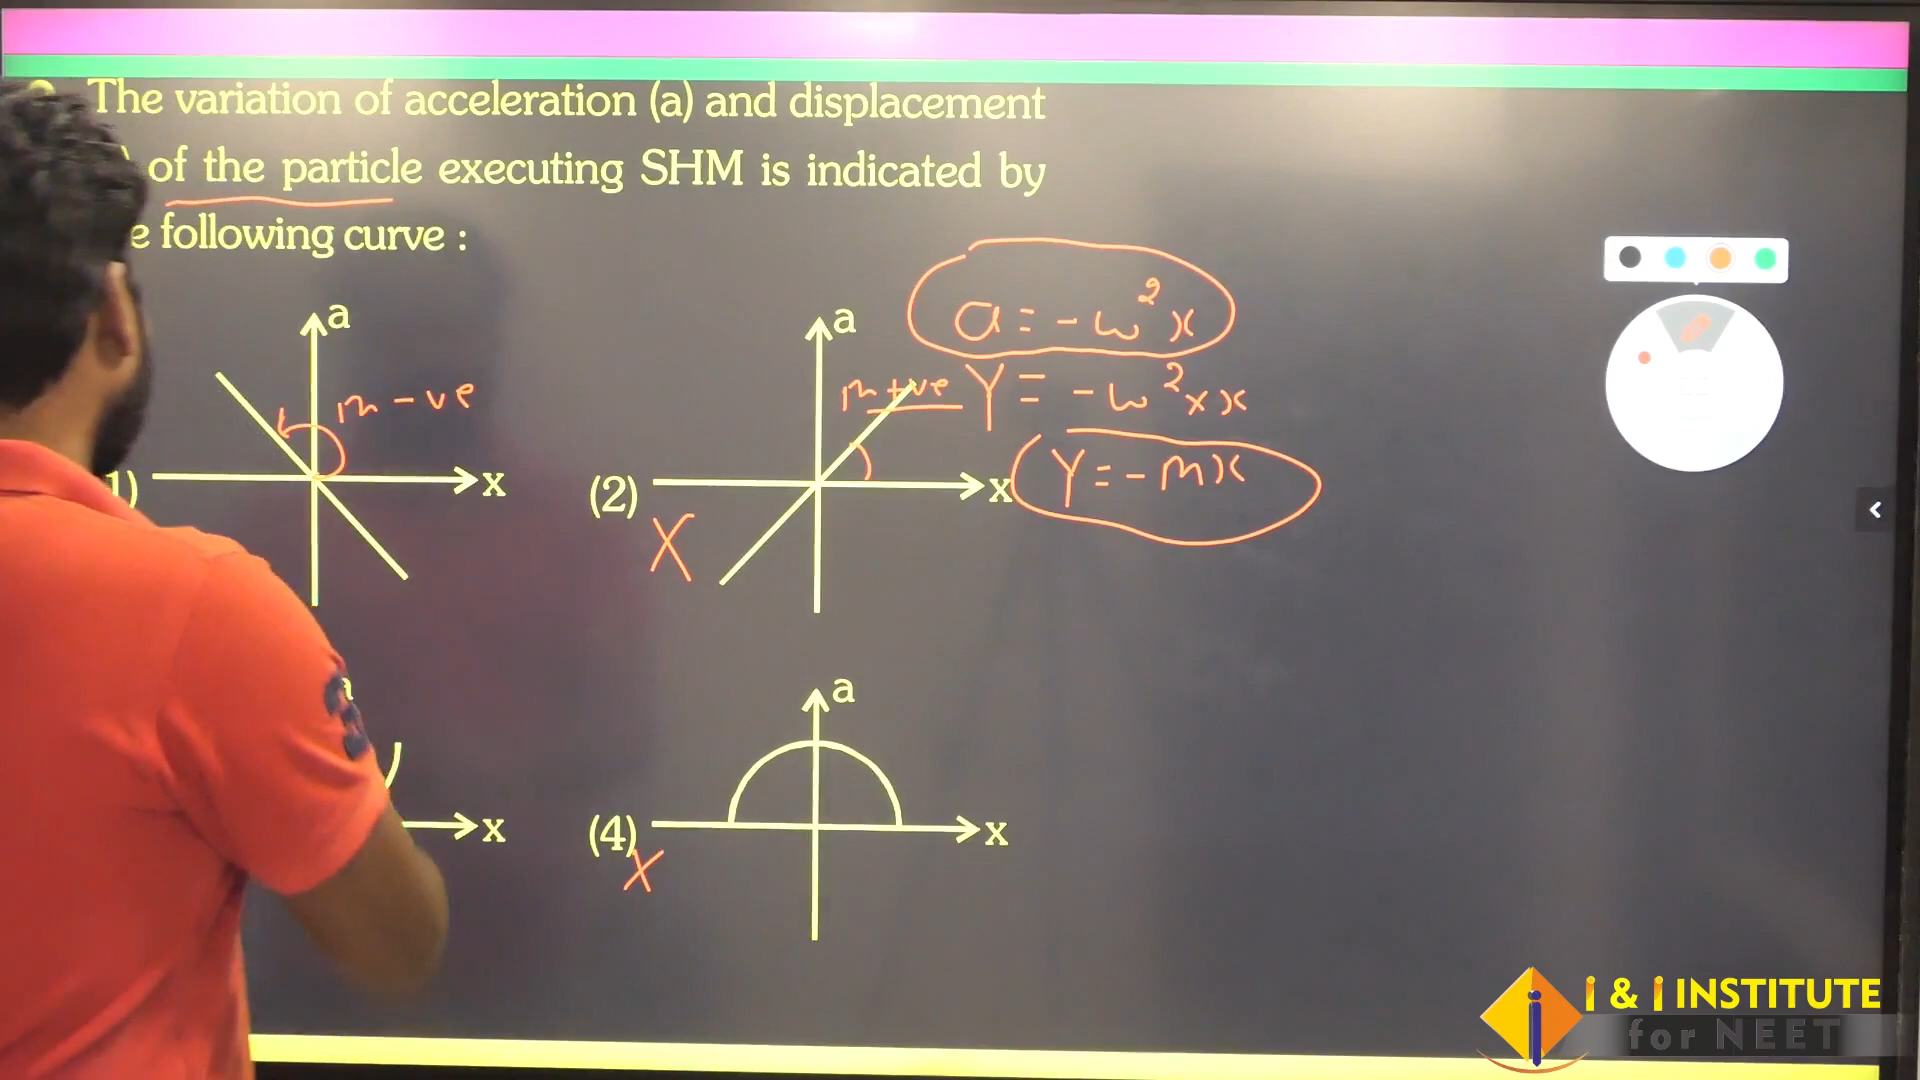 The variation of acceleration (a) and displacement
of the particle executing SHM is indicated by
following curve :
a
m -ve
1)
x
a
m +ve
(2)
x
X
a = -ω²x
Y = -ω² x x
Y = -mx
x
a
(4)
x
X
i & i INSTITUTE
for NEET